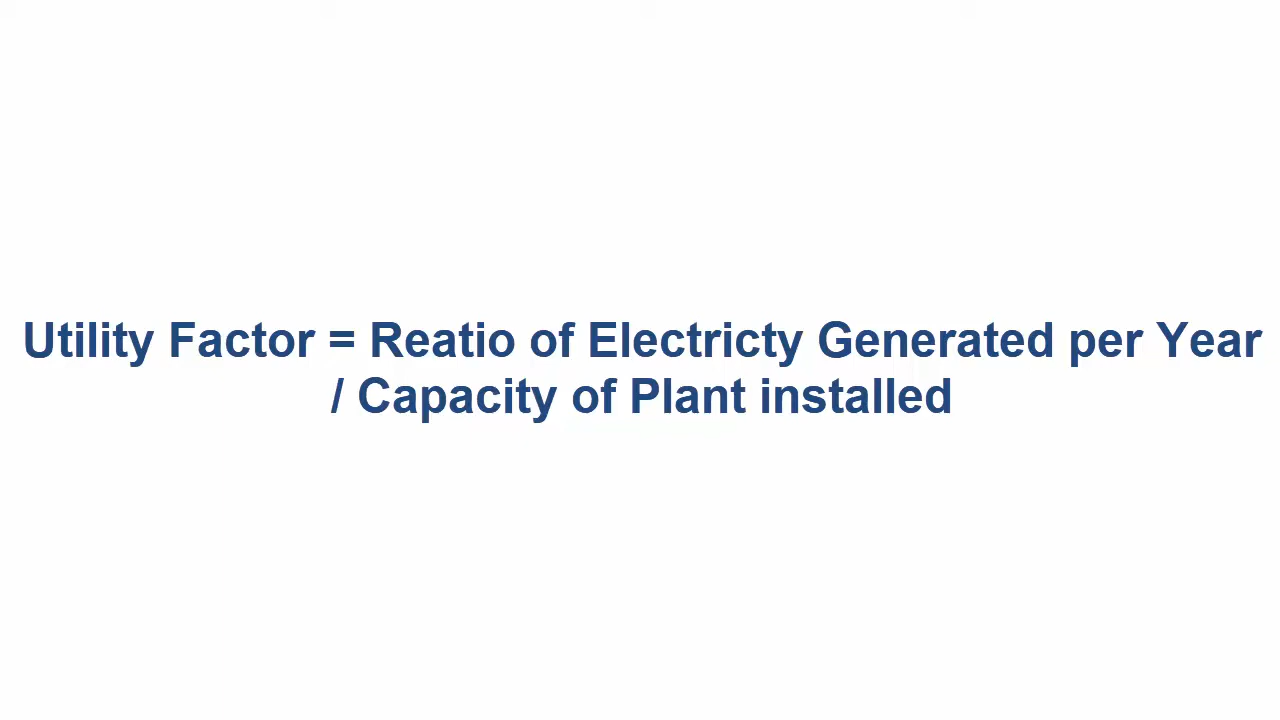 Utility Factor = Reatio of Electricty Generated per Year
/ Capacity of Plant installed